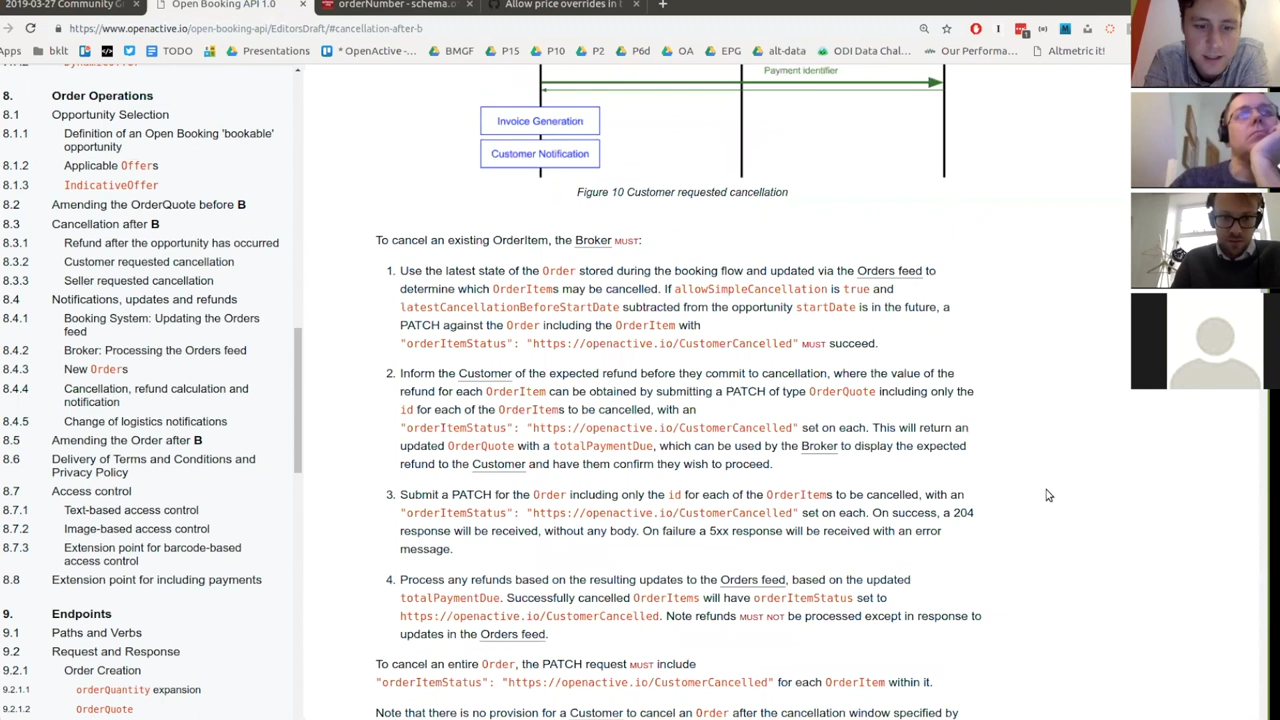 2019-03-27 Community G
Open Booking API 1.0
orderNumber - schema.o
Allow price overrides in t
https://www.openactive.io/open-booking-api/EditorsDraft/#cancellation-after-b
Apps bklt TODO Presentations * OpenActive -… BMGF P15 P10 P2 P6d OA EPG alt-data ODI Data Chal… Our Performa… Altmetric it!
8. Order Operations
8.1 Opportunity Selection
8.1.1 Definition of an Open Booking 'bookable'
opportunity
8.1.2 Applicable Offers
8.1.3 IndicativeOffer
8.2 Amending the OrderQuote before B
8.3 Cancellation after B
8.3.1 Refund after the opportunity has occurred
8.3.2 Customer requested cancellation
8.3.3 Seller requested cancellation
8.4 Notifications, updates and refunds
8.4.1 Booking System: Updating the Orders
feed
8.4.2 Broker: Processing the Orders feed
8.4.3 New Orders
8.4.4 Cancellation, refund calculation and
notification
8.4.5 Change of logistics notifications
8.5 Amending the Order after B
8.6 Delivery of Terms and Conditions and
Privacy Policy
8.7 Access control
8.7.1 Text-based access control
8.7.2 Image-based access control
8.7.3 Extension point for barcode-based
access control
8.8 Extension point for including payments
9. Endpoints
9.1 Paths and Verbs
9.2 Request and Response
9.2.1 Order Creation
9.2.1.1 orderQuantity expansion
9.2.1.2 OrderQuote
Payment identifier
Invoice Generation
Customer Notification
Figure 10 Customer requested cancellation
To cancel an existing OrderItem, the Broker MUST:
1. Use the latest state of the Order stored during the booking flow and updated via the Orders feed to
determine which OrderItems may be cancelled. If allowSimpleCancellation is true and
latestCancellationBeforeStartDate subtracted from the opportunity startDate is in the future, a
PATCH against the Order including the OrderItem with
"orderItemStatus": "https://openactive.io/CustomerCancelled" MUST succeed.
2. Inform the Customer of the expected refund before they commit to cancellation, where the value of the
refund for each OrderItem can be obtained by submitting a PATCH of type OrderQuote including only the
id for each of the OrderItems to be cancelled, with an
"orderItemStatus": "https://openactive.io/CustomerCancelled" set on each. This will return an
updated OrderQuote with a totalPaymentDue, which can be used by the Broker to display the expected
refund to the Customer and have them confirm they wish to proceed.
3. Submit a PATCH for the Order including only the id for each of the OrderItems to be cancelled, with an
"orderItemStatus": "https://openactive.io/CustomerCancelled" set on each. On success, a 204
response will be received, without any body. On failure a 5xx response will be received with an error
message.
4. Process any refunds based on the resulting updates to the Orders feed, based on the updated
totalPaymentDue. Successfully cancelled OrderItems will have orderItemStatus set to
https://openactive.io/CustomerCancelled. Note refunds MUST NOT be processed except in response to
updates in the Orders feed.
To cancel an entire Order, the PATCH request MUST include
"orderItemStatus": "https://openactive.io/CustomerCancelled" for each OrderItem within it.
Note that there is no provision for a Customer to cancel an Order after the cancellation window specified by